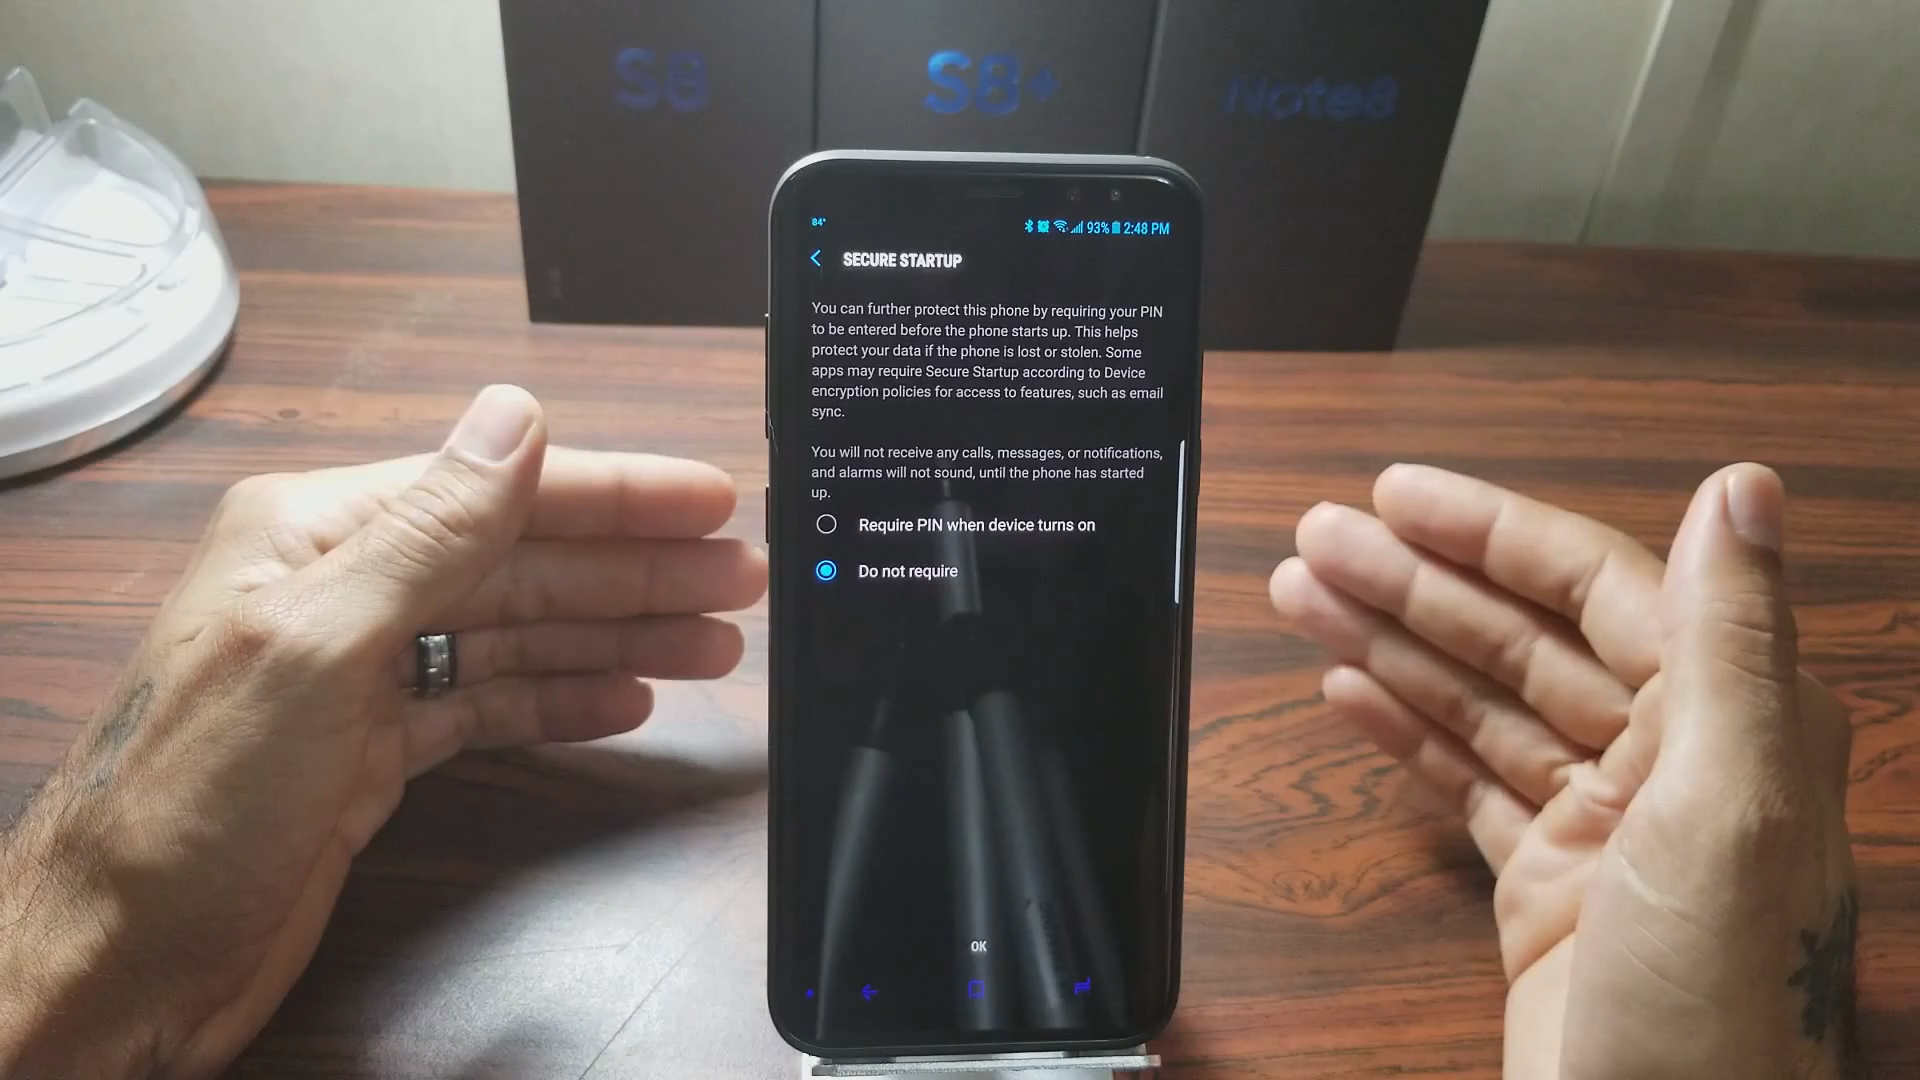 S8
S8+
Note8
84°
93% 2:48 PM
SECURE STARTUP
You can further protect this phone by requiring your PIN
to be entered before the phone starts up. This helps
protect your data if the phone is lost or stolen. Some
apps may require Secure Startup according to Device
encryption policies for access to features, such as email
sync.
You will not receive any calls, messages, or notifications,
and alarms will not sound, until the phone has started
up.
Require PIN when device turns on
Do not require
OK